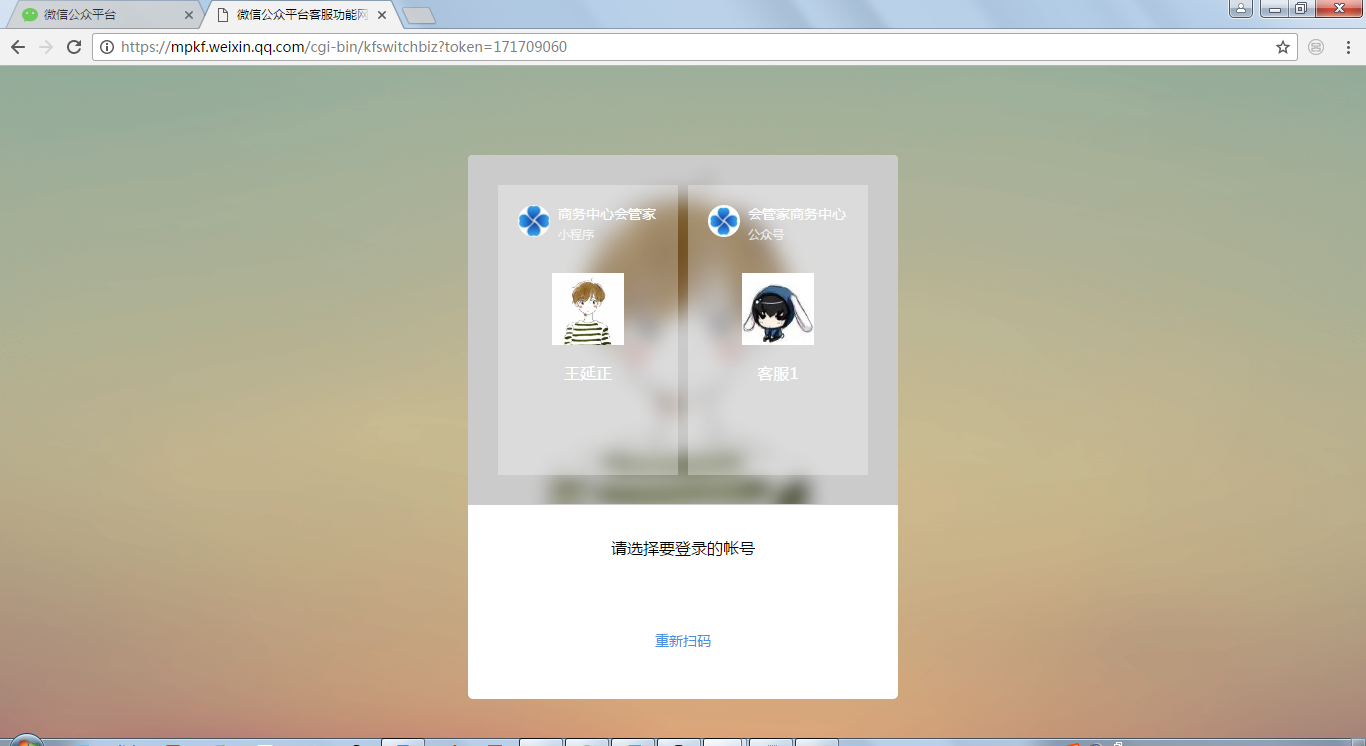 微信公众平台
微信公众平台客服功能网
https://mpkf.weixin.qq.com/cgi-bin/kfswitchbiz?token=171709060
商务中心会管家
小程序
会管家商务中心
公众号
王延正
客服1
请选择要登录的帐号
重新扫码